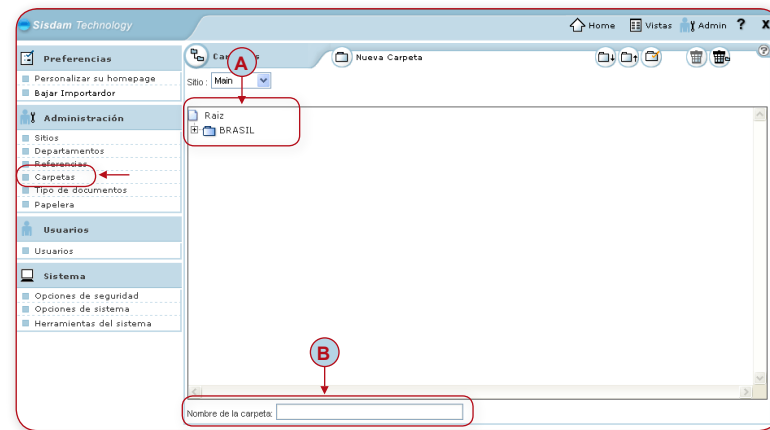 Sisdam Technology
Home Vistas Admin ? X
Preferencias
Personalizar su homepage
Bajar Importardor
Administración
Sitios
Departamentos
Referencias
Carpetas
Tipo de documentos
Papelera
Usuarios
Usuarios
Sistema
Opciones de seguridad
Opciones de sistema
Herramientas del sistema
A
Nueva Carpeta
?
Sitio : Main
Raiz
BRASIL
B
Nombre de la carpeta: